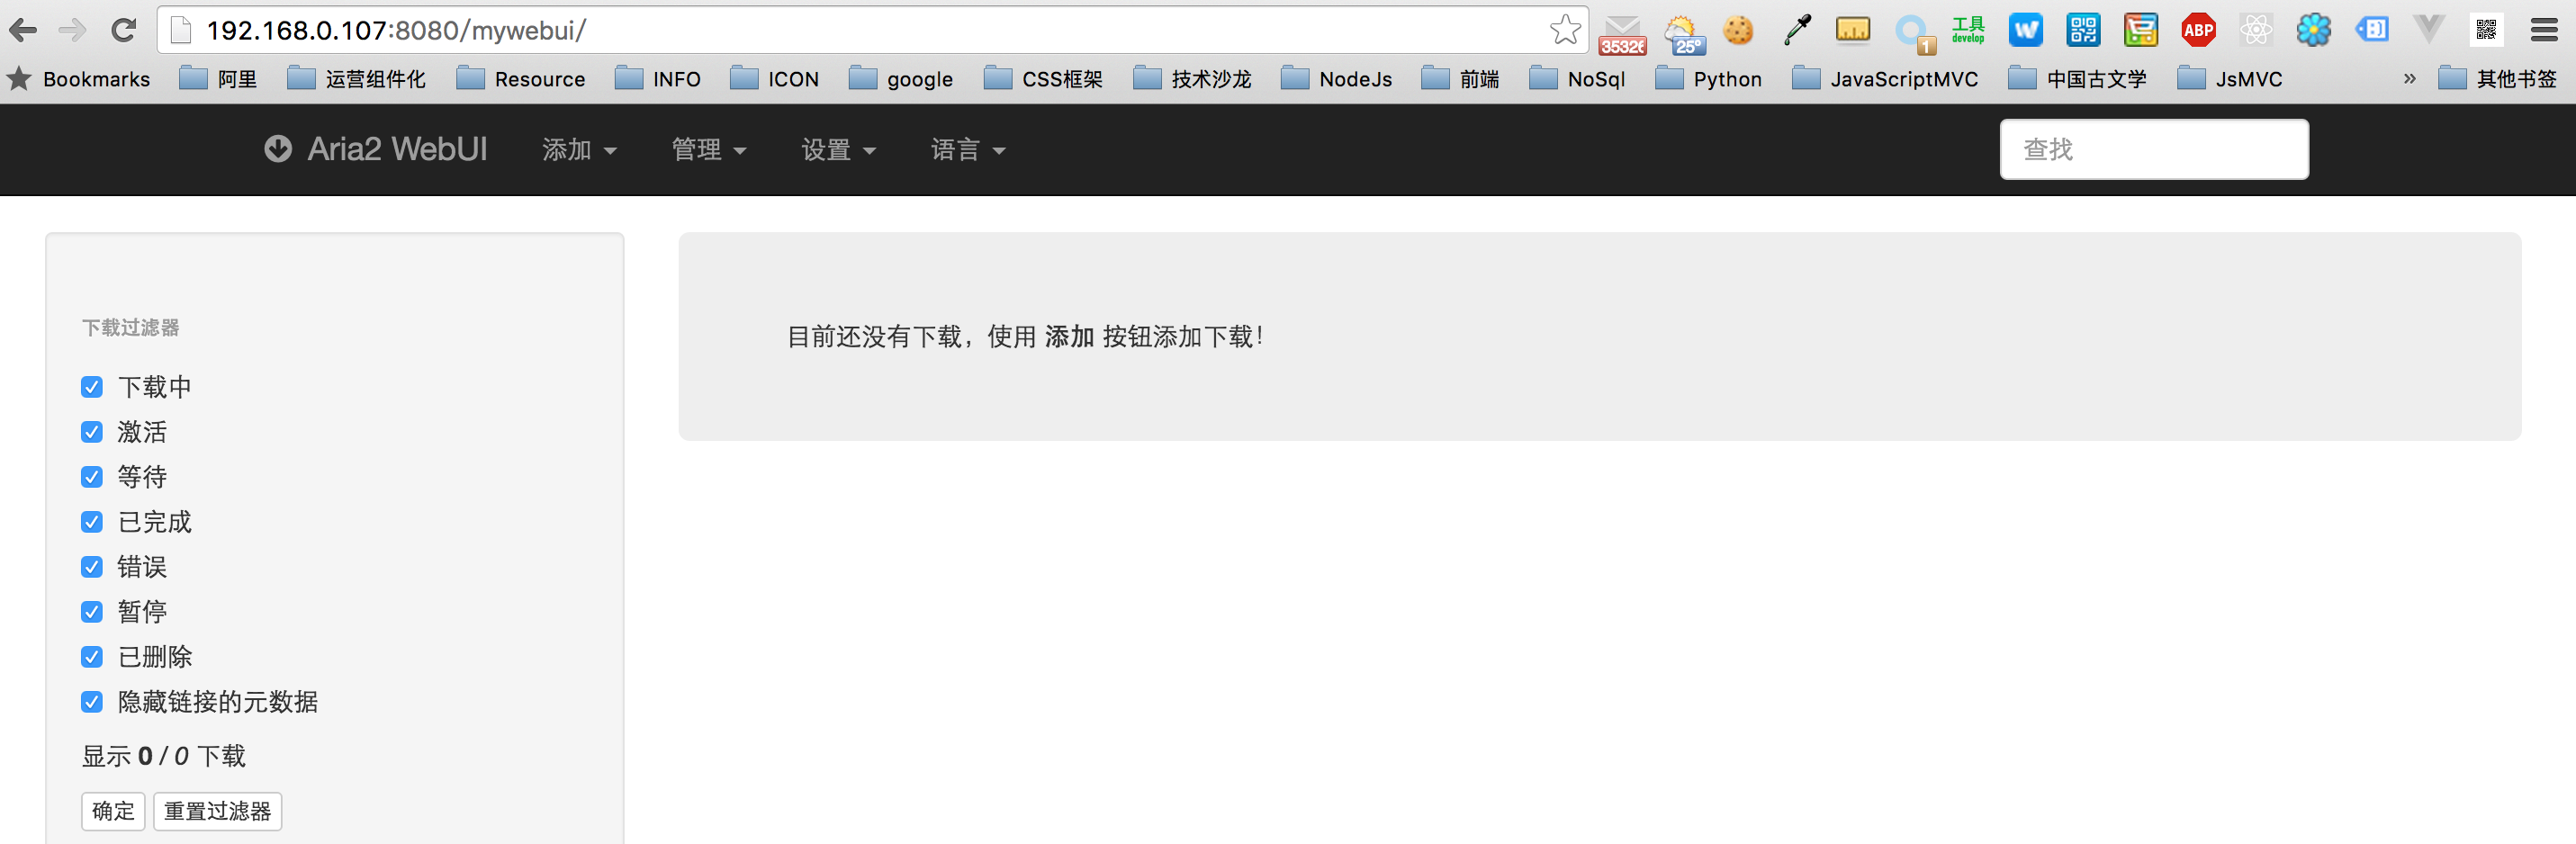 192.168.0.107:8080/mywebui/
35326 25° 1 工具 develop W ABP
Bookmarks 阿里 运营组件化 Resource INFO ICON google CSS框架 技术沙龙 NodeJs 前端 NoSql Python JavaScriptMVC 中国古文学 JsMVC » 其他书签
Aria2 WebUI 添加 管理 设置 语言 查找
下载过滤器
目前还没有下载，使用 添加 按钮添加下载！
下载中
激活
等待
已完成
错误
暂停
已删除
隐藏链接的元数据
显示 0 / 0 下载
确定 重置过滤器